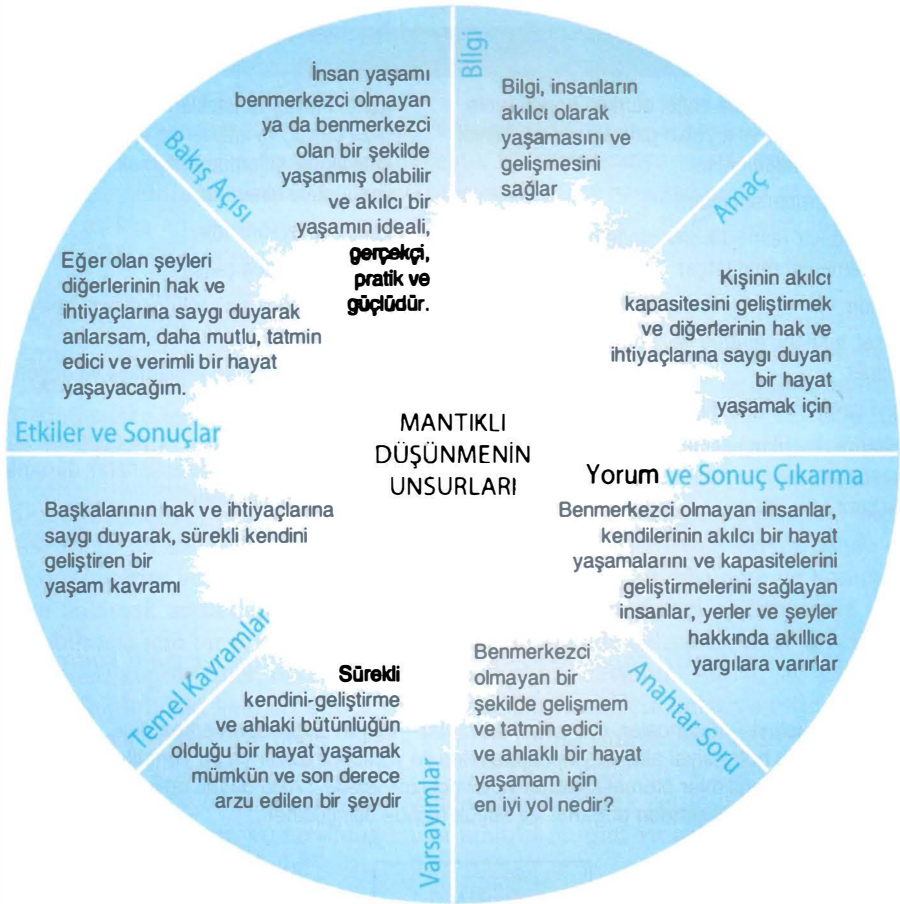 Bilgi
İnsan yaşamı
benmerkezci olmayan
ya da benmerkezci
olan bir şekilde
yaşanmış olabilir
ve akılcı bir
yaşamın ideali,
gerçekçi,
pratik ve
güçlüdür.
Bilgi, insanların
akılcı olarak
yaşamasını ve
gelişmesini
sağlar
Bakış Açısı
Amaç
Eğer olan şeyleri
diğerlerinin hak ve
ihtiyaçlarına saygı duyarak
anlarsam, daha mutlu, tatmin
edici ve verimli bir hayat
yaşayacağım.
Kişinin akılcı
kapasitesini geliştirmek
ve diğerlerinin hak ve
ihtiyaçlarına saygı duyan
bir hayat
yaşamak için
Etkiler ve Sonuçlar
MANTIKLI
DÜŞÜNMENİN
UNSURLARI
Yorum ve Sonuç Çıkarma
Başkalarının hak ve ihtiyaçlarına
saygı duyarak, sürekli kendini
geliştiren bir
yaşam kavramı
Benmerkezci olmayan insanlar,
kendilerinin akılcı bir hayat
yaşamalarını ve kapasitelerini
geliştirmelerini sağlayan
insanlar, yerler ve şeyler
hakkında akıllıca
yargılara varırlar
Temel Kavramlar
Anahtar Soru
Sürekli
kendini-geliştirme
ve ahlaki bütünlüğün
olduğu bir hayat yaşamak
mümkün ve son derece
arzu edilen bir şeydir
Benmerkezci
olmayan bir
şekilde gelişmem
ve tatmin edici
ve ahlaklı bir hayat
yaşamam için
en iyi yol nedir?
Varsayımlar